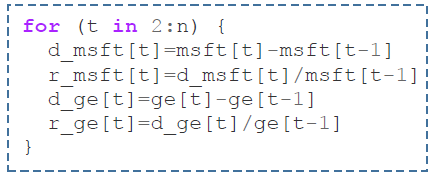 for (t in 2:n) {
  d_msft[t]=msft[t]-msft[t-1]
  r_msft[t]=d_msft[t]/msft[t-1]
  d_ge[t]=ge[t]-ge[t-1]
  r_ge[t]=d_ge[t]/ge[t-1]
}